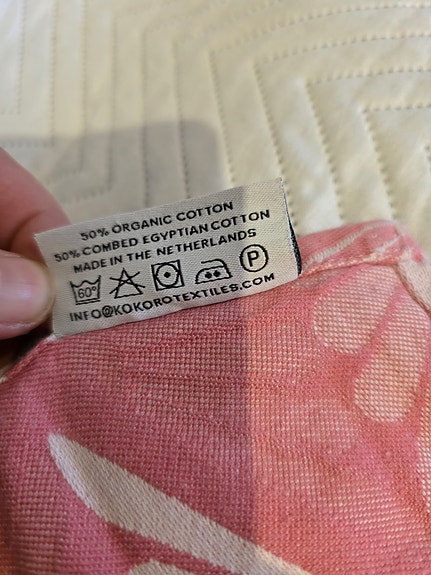 50% ORGANIC COTTON
50% COMBED EGYPTIAN COTTON
MADE IN THE NETHERLANDS
60° P
INFO@KOKOROTEXTILES.COM